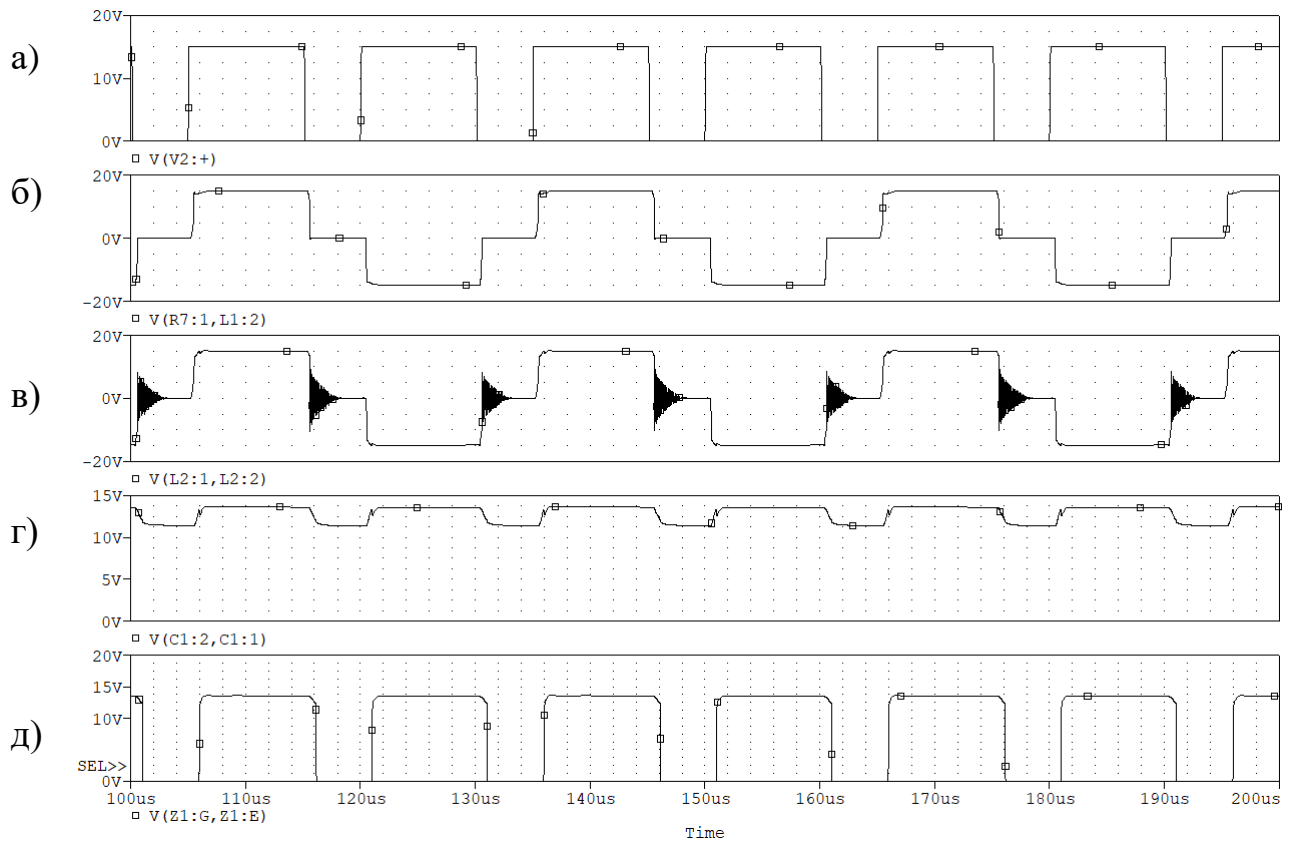 а)
20V
10V
0V
V(V2:+)
б)
20V
0V
-20V
V(R7:1,L1:2)
в)
20V
0V
-20V
V(L2:1,L2:2)
г)
15V
10V
5V
0V
V(C1:2,C1:1)
д)
20V
15V
10V
SEL>>
0V
100us 110us 120us 130us 140us 150us 160us 170us 180us 190us 200us
V(Z1:G,Z1:E)
Time